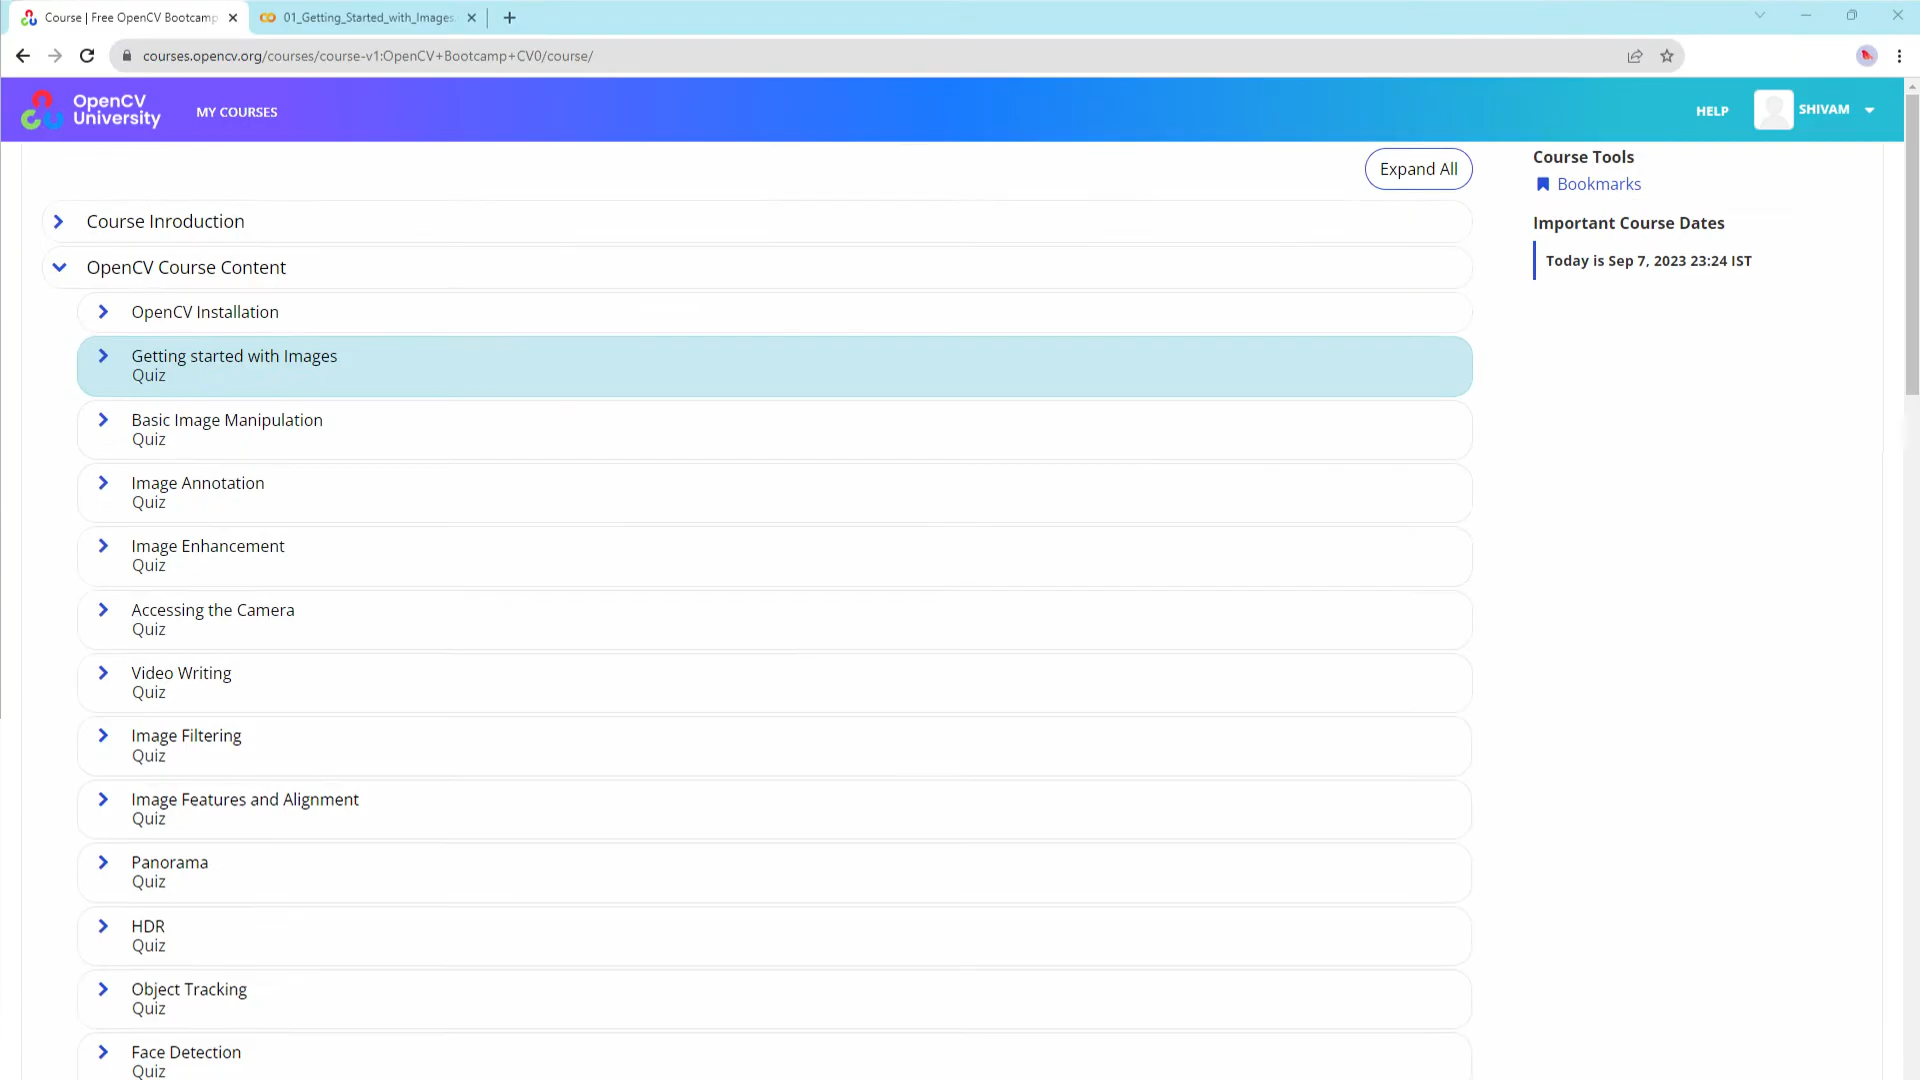 Course | Free OpenCV Bootcamp
01_Getting_Started_with_Images.
courses.opencv.org/courses/course-v1:OpenCV+Bootcamp+CV0/course/
OpenCV
University
MY COURSES
HELP
SHIVAM
Expand All
Course Tools
Bookmarks
Important Course Dates
Today is Sep 7, 2023 23:24 IST
Course Inroduction
OpenCV Course Content
OpenCV Installation
Getting started with Images
Quiz
Basic Image Manipulation
Quiz
Image Annotation
Quiz
Image Enhancement
Quiz
Accessing the Camera
Quiz
Video Writing
Quiz
Image Filtering
Quiz
Image Features and Alignment
Quiz
Panorama
Quiz
HDR
Quiz
Object Tracking
Quiz
Face Detection
Quiz